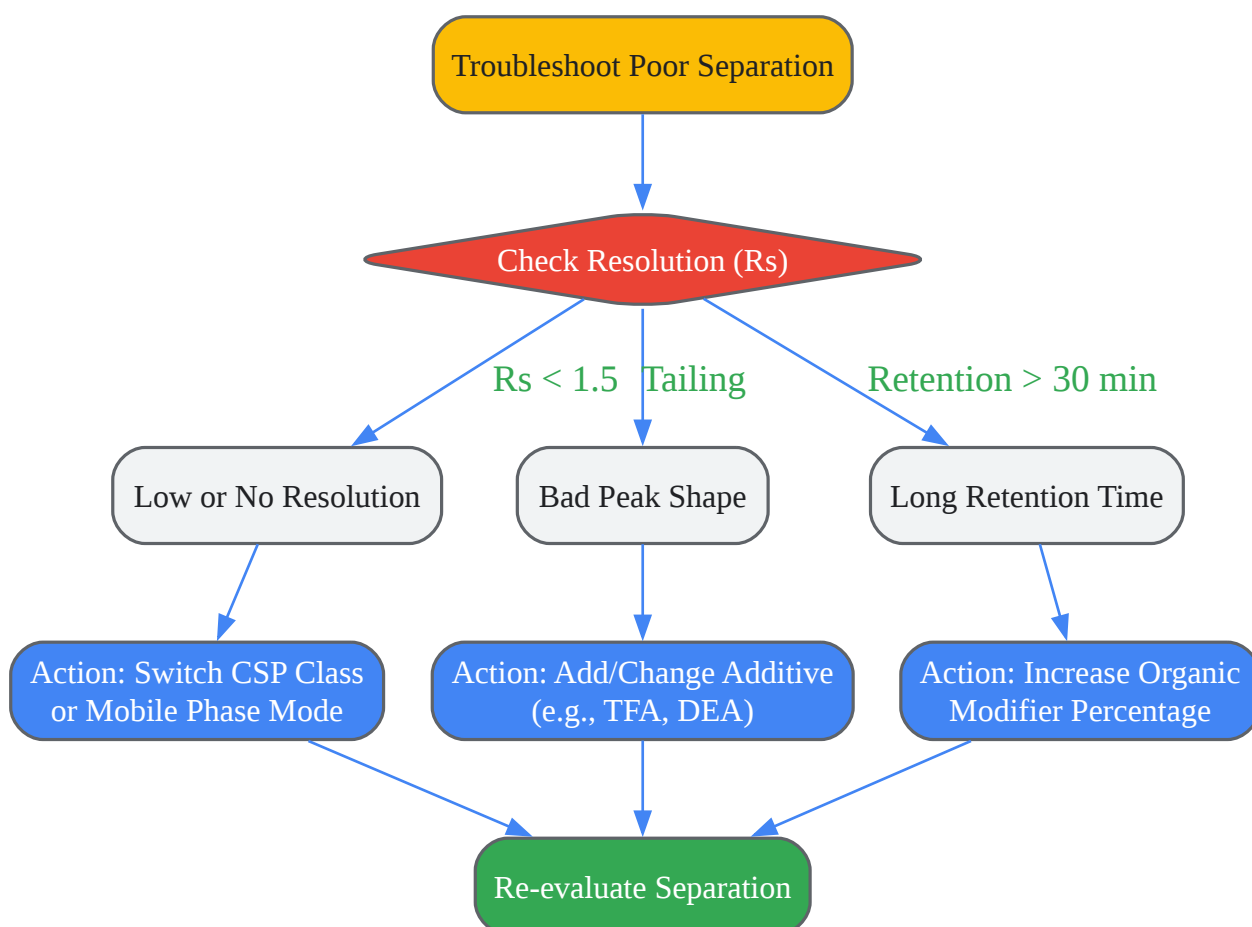 Troubleshoot Poor Separation
Check Resolution (Rs)
Rs < 1.5
Tailing
Retention > 30 min
Low or No Resolution
Bad Peak Shape
Long Retention Time
Action: Switch CSP Class
or Mobile Phase Mode
Action: Add/Change Additive
(e.g., TFA, DEA)
Action: Increase Organic
Modifier Percentage
Re-evaluate Separation